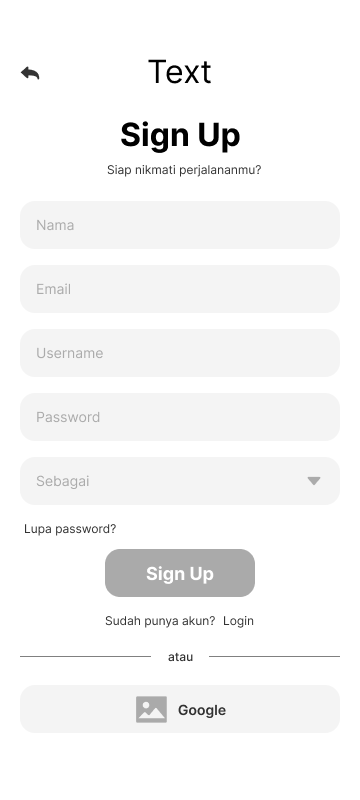 Text
Sign Up
Siap nikmati perjalananmu?
Nama
Email
Username
Password
Sebagai
Lupa password?
Sign Up
Sudah punya akun? Login
atau
Google